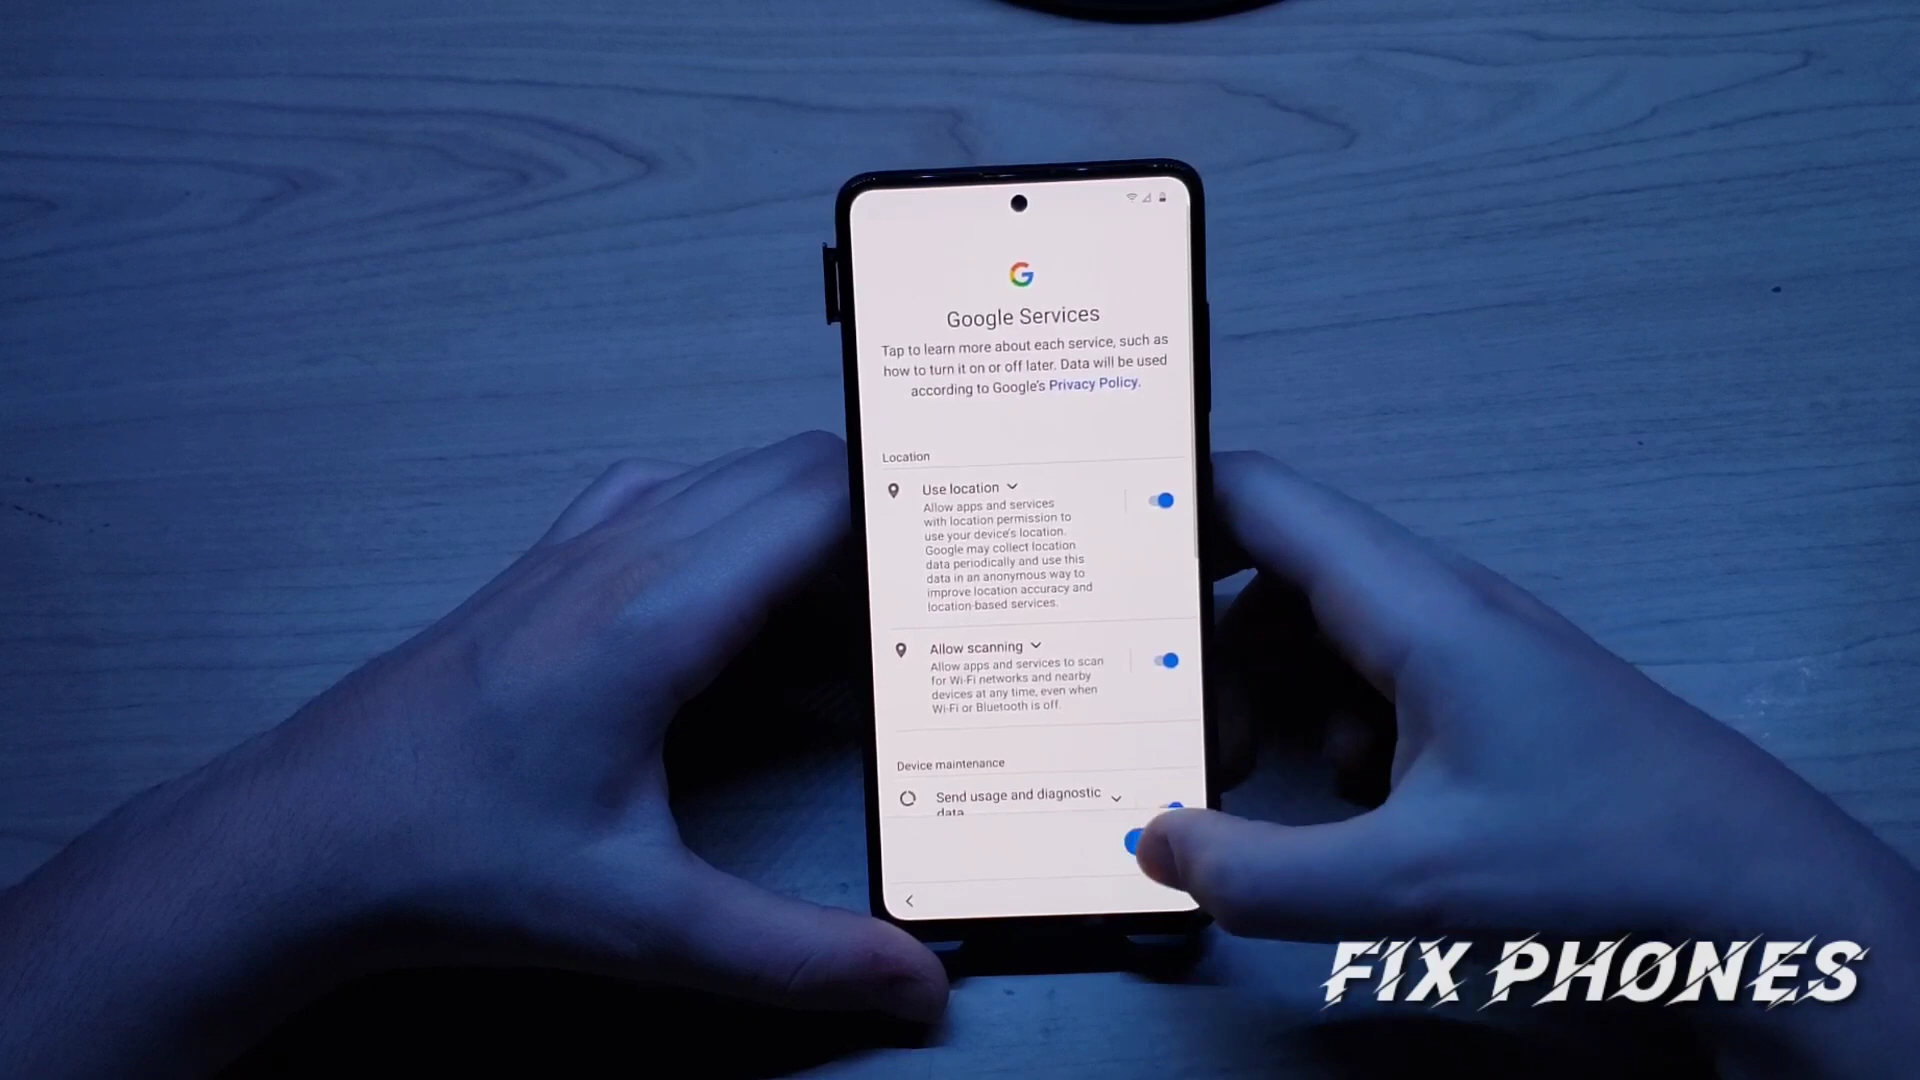 Google Services
Tap to learn more about each service, such as
how to turn it on or off later. Data will be used
according to Google's Privacy Policy.
Location
Use location
Allow apps and services
with location permission to
use your device's location.
Google may collect location
data periodically and use this
data in an anonymous way to
improve location accuracy and
location-based services.
Allow scanning
Allow apps and services to scan
for Wi-Fi networks and nearby
devices at any time, even when
Wi-Fi or Bluetooth is off.
Device maintenance
Send usage and diagnostic
data
FIX PHONES